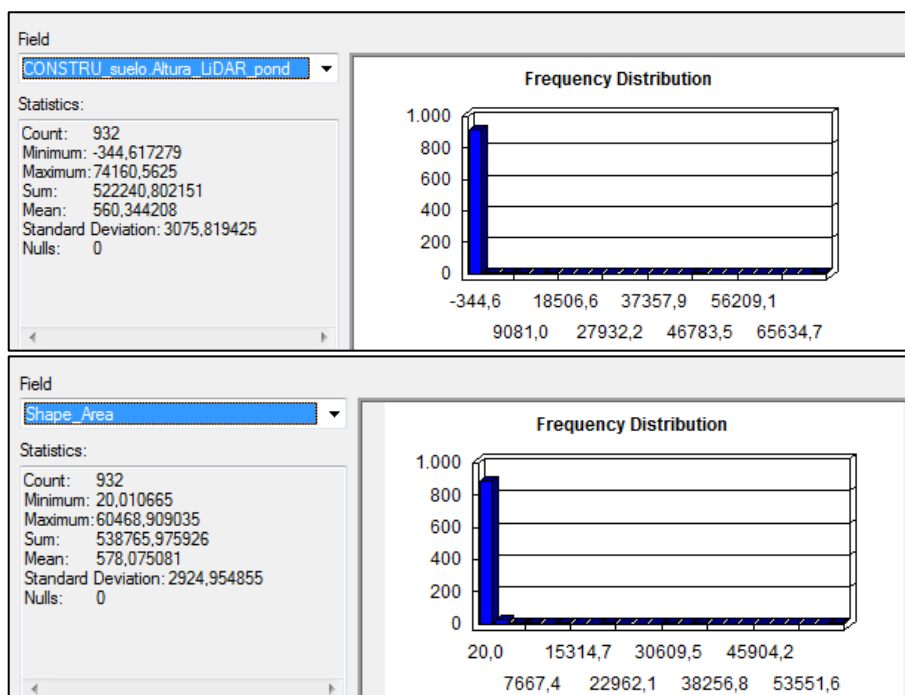 Field
CONSTRU_suelo.Altura_LiDAR_pond
Statistics:
Count: 932
Minimum: -344,617279
Maximum: 74160,5625
Sum: 522240,802151
Mean: 560,344208
Standard Deviation: 3075,819425
Nulls: 0
Frequency Distribution
1.000
800
600
400
200
0
-344,6 18506,6 37357,9 56209,1
9081,0 27932,2 46783,5 65634,7
Field
Shape_Area
Statistics:
Count: 932
Minimum: 20,010665
Maximum: 60468,909035
Sum: 538765,975926
Mean: 578,075081
Standard Deviation: 2924,954855
Nulls: 0
Frequency Distribution
1.000
800
600
400
200
0
20,0 15314,7 30609,5 45904,2
7667,4 22962,1 38256,8 53551,6